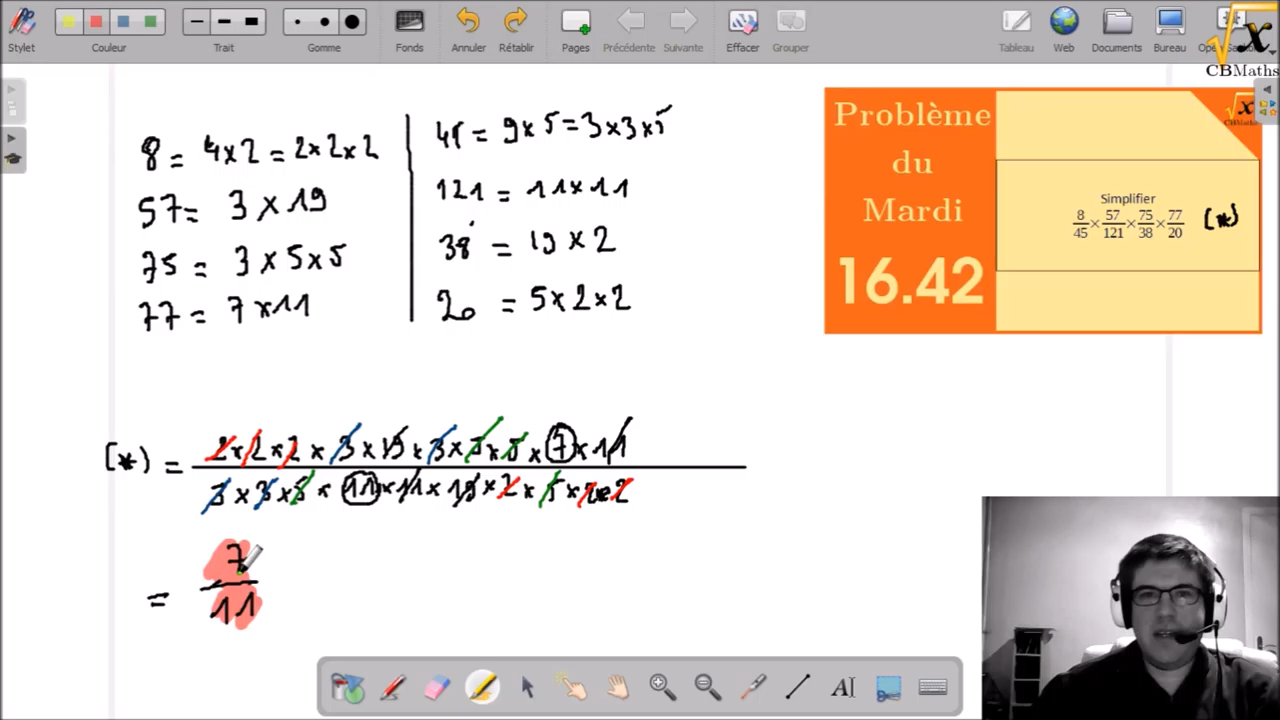 Stylet Couleur Trait Gomme Fonds Annuler Rétablir Pages Précédente Suivante Effacer Grouper Tableau Web Documents Bureau
CBMaths
8 = 4×2 = 2×2×2
57 = 3 × 19
75 = 3 × 5 × 5
77 = 7 × 11
45 = 9×5 = 3×3×5
121 = 11×11
38 = 19 × 2
20 = 5×2×2
Problème
du
Mardi
16.42
Simplifier
8/45 × 57/121 × 75/38 × 77/20 (*)
(*) = 2×2×2×3×19×3×5×5×7×11
3×3×5×11×11×19×2×5×2×2
= 7
11